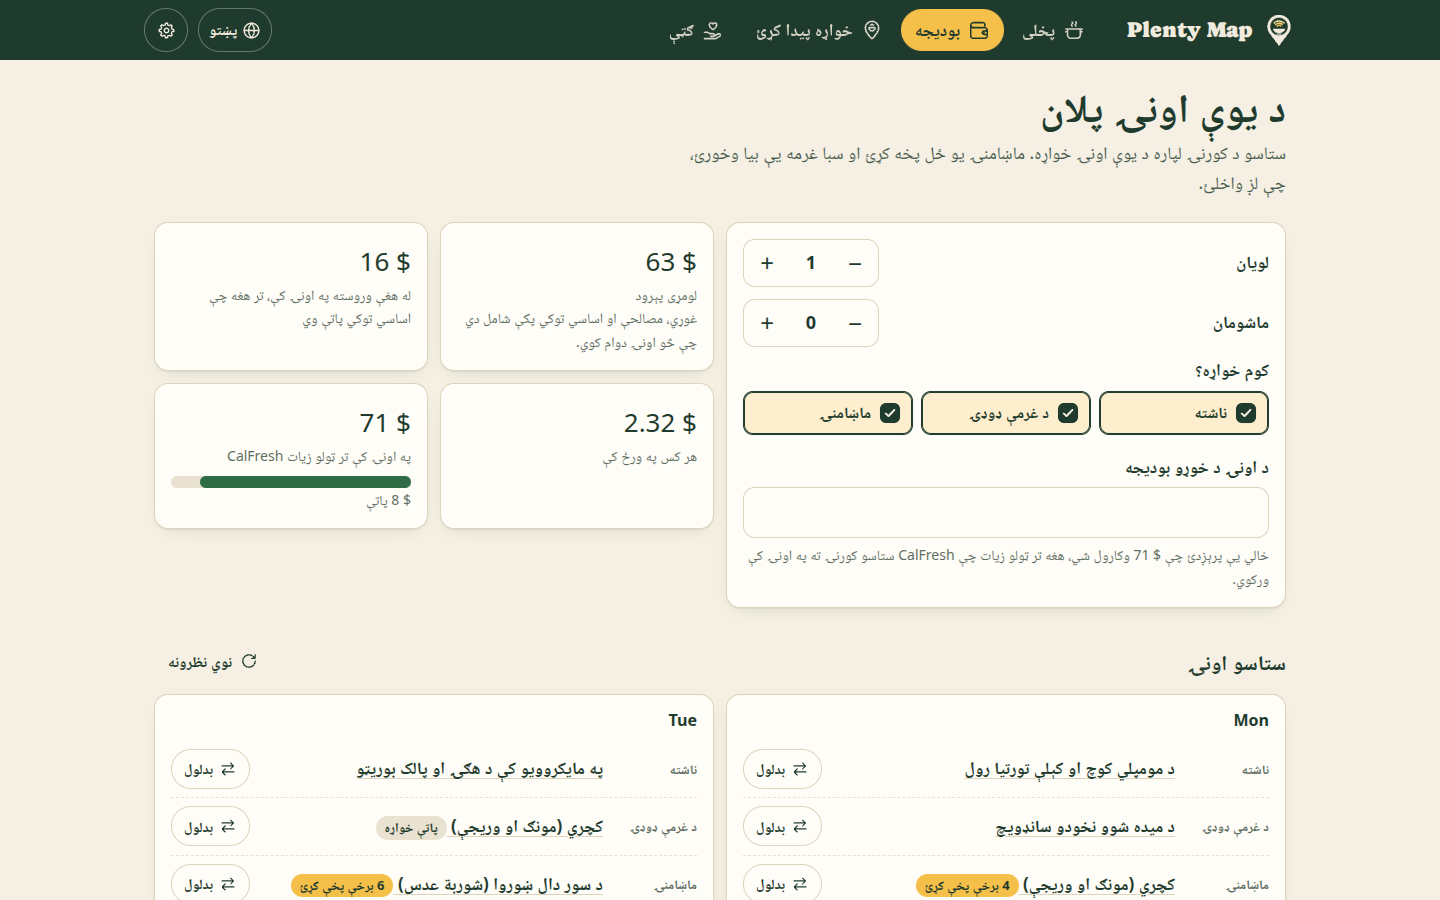 Plenty Map
پخلی
بودیجه
خواړه پیدا کړئ
ګټې
پښتو
د یوې اونۍ پلان
ستاسو د کورنۍ لپاره د یوې اونۍ خواړه. ماښامنۍ یو ځل پخه کړئ او سبا غرمه یې بیا وخورئ،
چې لږ واخلئ.
لویان
− 1 +
ماشومان
− 0 +
کوم خواړه؟
ناشته
د غرمې ډوډۍ
ماښامنۍ
د اونۍ د خوړو بودیجه
خالي یې پرېږدئ چې $ 71 وکارول شي، هغه تر ټولو زیات چې CalFresh ستاسو کورنۍ ته په اونۍ کې
ورکوي.
63 $
لومړی پېرود
غوړي، مصالحې او اساسي توکي پکې شامل دي
چې څو اونۍ دوام کوي.
16 $
له هغې وروسته په اونۍ کې، تر هغه چې
اساسي توکي پاتې وي
2.32 $
هر کس په ورځ کې
71 $
په اونۍ کې تر ټولو زیات CalFresh
$ 8 پاتې
ستاسو اونۍ
نوي نظرونه
Mon
ناشته
د مومپلي کوچ او کېلې تورتیا رول
بدلول
د غرمې ډوډۍ
د میده شوو نخودو سانډویچ
بدلول
ماښامنۍ
کچري (مونګ او وریجې)
4 برخې پخې کړئ
بدلول
Tue
ناشته
په مایکروویو کې د هګۍ او پالک بوریتو
بدلول
د غرمې ډوډۍ
کچري (مونګ او وریجې)
پاتې خواړه
بدلول
ماښامنۍ
د سور دال ښوروا (شوربة عدس)
6 برخې پخې کړئ
بدلول